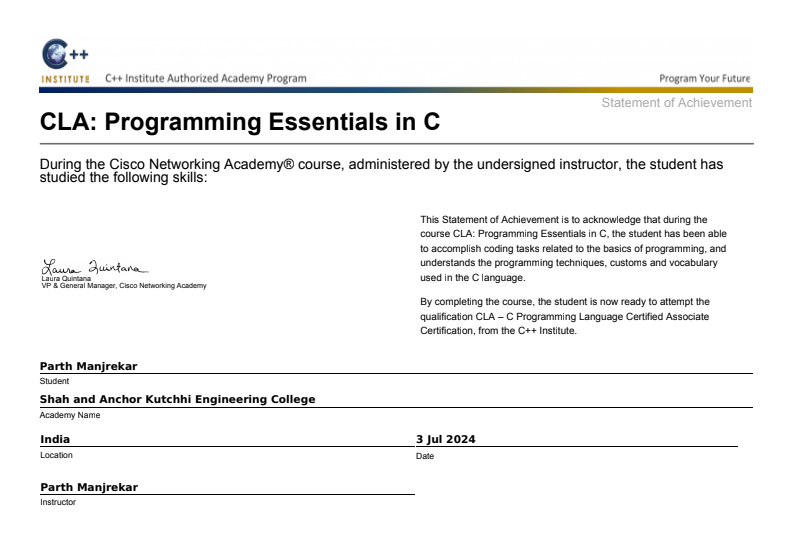 C++
INSTITUTE
C++ Institute Authorized Academy Program
Program Your Future
Statement of Achievement
CLA: Programming Essentials in C
During the Cisco Networking Academy® course, administered by the undersigned instructor, the student has
studied the following skills:
Laura Quintana
Laura Quintana
VP & General Manager, Cisco Networking Academy
This Statement of Achievement is to acknowledge that during the
course CLA: Programming Essentials in C, the student has been able
to accomplish coding tasks related to the basics of programming, and
understands the programming techniques, customs and vocabulary
used in the C language.
By completing the course, the student is now ready to attempt the
qualification CLA – C Programming Language Certified Associate
Certification, from the C++ Institute.
Parth Manjrekar
Student
Shah and Anchor Kutchhi Engineering College
Academy Name
India
Location
3 Jul 2024
Date
Parth Manjrekar
Instructor